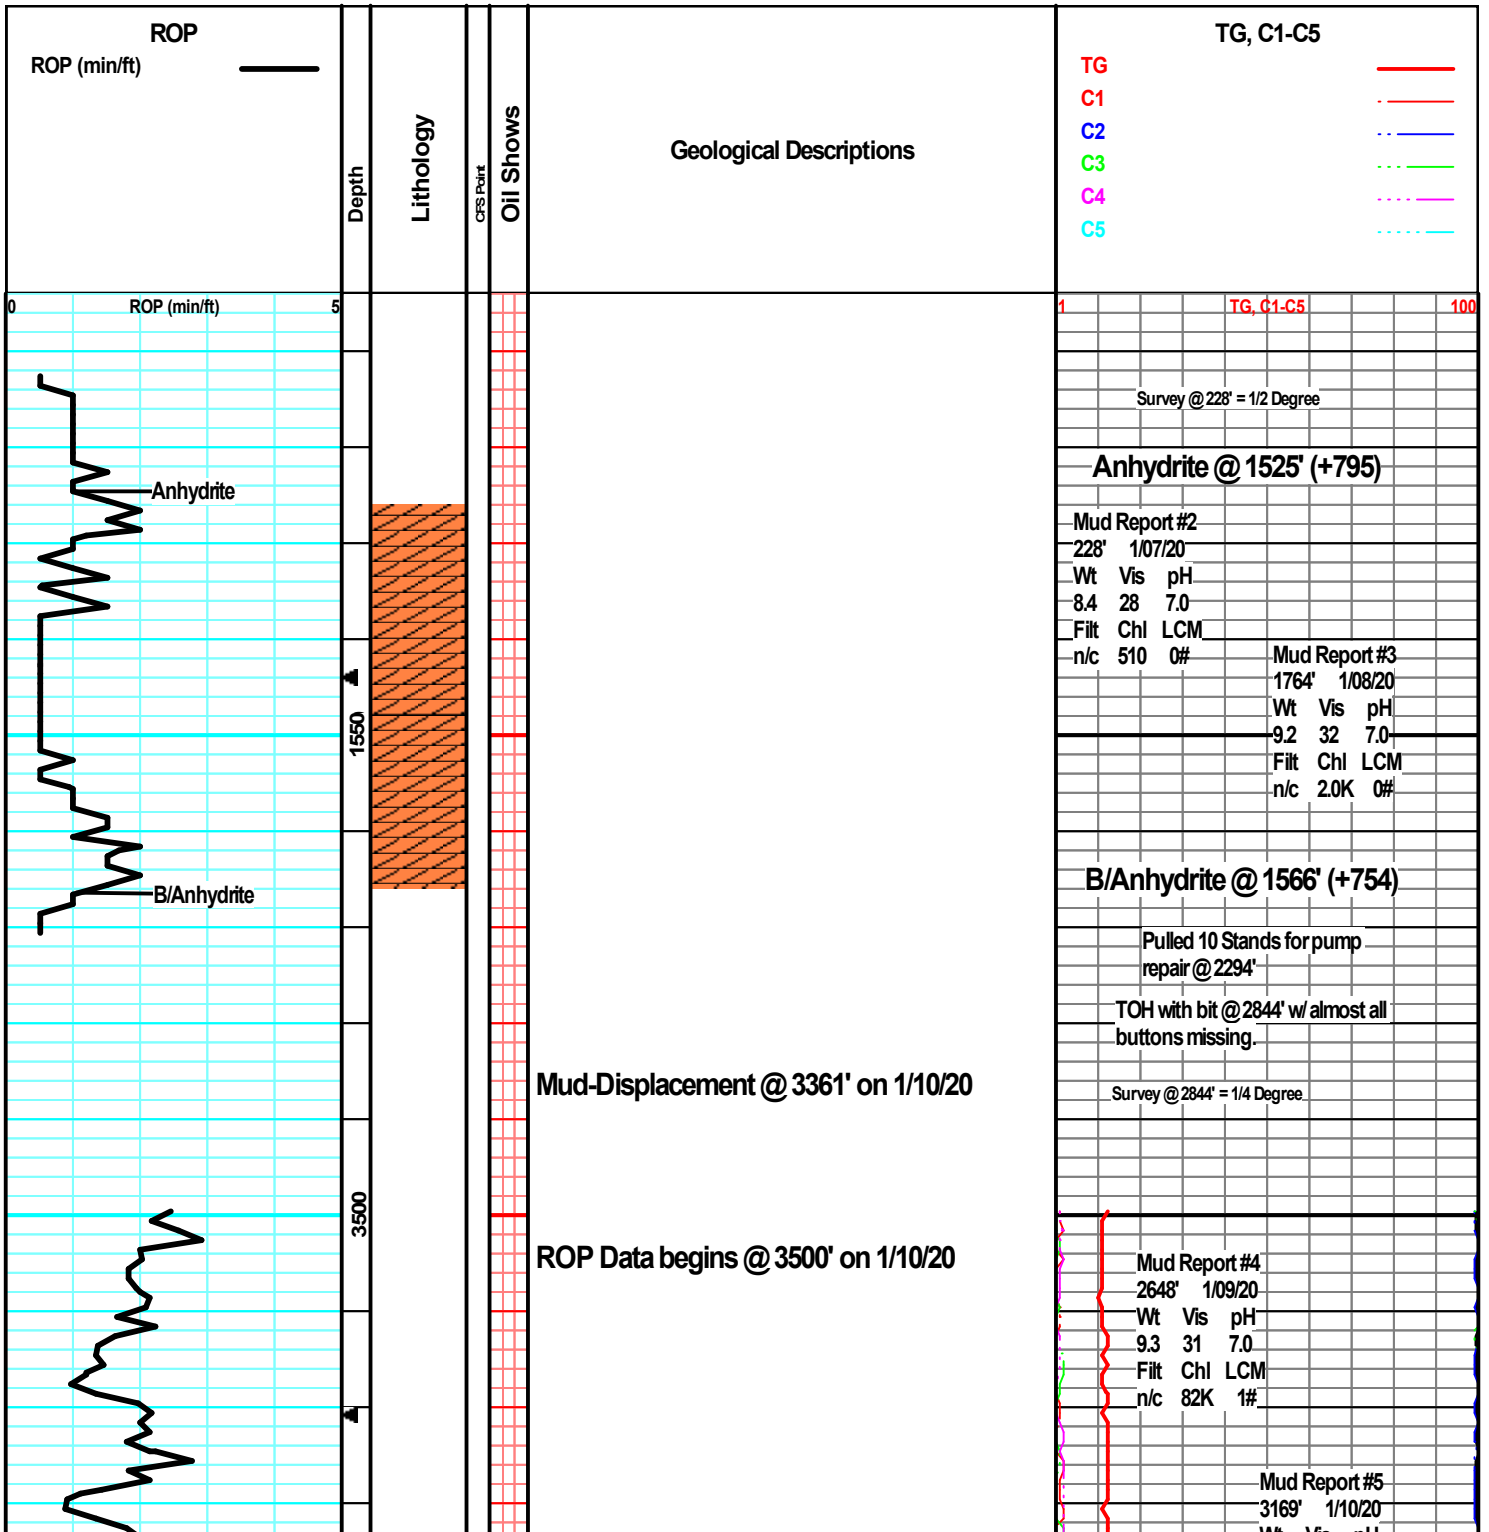 ROP
ROP (min/ft)
Depth
Lithology
CFS Point
Oil Shows
Geological Descriptions
TG, C1-C5
TG
C1
C2
C3
C4
C5
0 ROP (min/ft) 5
1 TG, C1-C5 100
Survey @ 228' = 1/2 Degree
Anhydrite @ 1525' (+795)
Anhydrite
Mud Report #2
228' 1/07/20
Wt Vis pH
8.4 28 7.0
Filt Chl LCM
n/c 510 0#
Mud Report #3
1764' 1/08/20
Wt Vis pH
9.2 32 7.0
Filt Chl LCM
n/c 2.0K 0#
1550
B/Anhydrite @ 1566' (+754)
B/Anhydrite
Pulled 10 Stands for pump
repair @ 2294'
TOH with bit @ 2844' w/ almost all
buttons missing.
Mud-Displacement @ 3361' on 1/10/20
Survey @ 2844' = 1/4 Degree
3500
ROP Data begins @ 3500' on 1/10/20
Mud Report #4
2648' 1/09/20
Wt Vis pH
9.3 31 7.0
Filt Chl LCM
n/c 82K 1#
Mud Report #5
3169' 1/10/20
Wt Vis pH